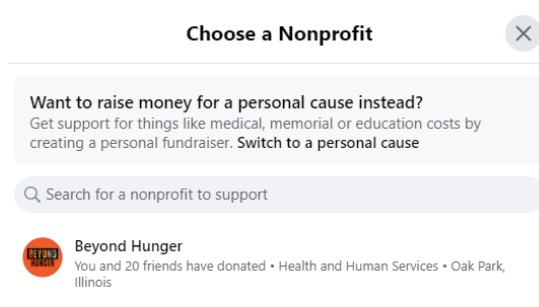 Choose a Nonprofit
Want to raise money for a personal cause instead?
Get support for things like medical, memorial or education costs by
creating a personal fundraiser. Switch to a personal cause
Search for a nonprofit to support
BEYOND
HUNGER
Beyond Hunger
You and 20 friends have donated • Health and Human Services • Oak Park,
Illinois